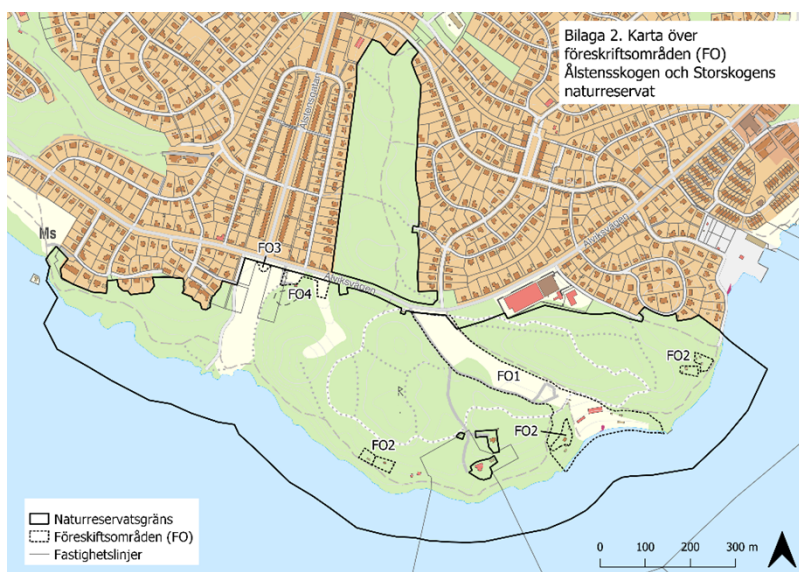 Bilaga 2. Karta över
föreskriftsområden (FO)
Ålstensskogen och Storskogens
naturreservat
Ålstensgatan
Alviksvägen
Ms
FO3
FO4
Alviksvägen
FO1
FO2
FO2
FO2
R
Naturreservatsgräns
Föreskiftsområden (FO)
Fastighetslinjer
0 100 200 300 m